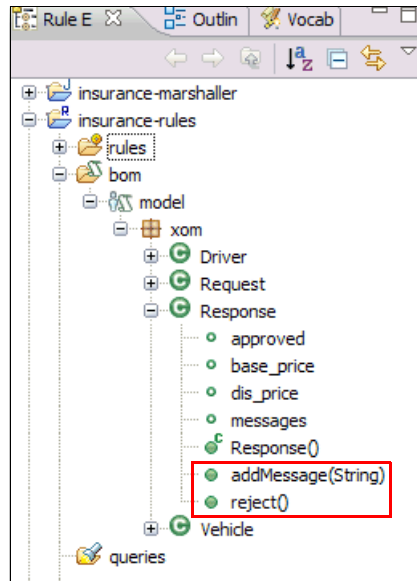 Rule E Outlin Vocab
a
z
insurance-marshaller
insurance-rules
rules
bom
model
xom
Driver
Request
Response
approved
base_price
dis_price
messages
Response()
addMessage(String)
reject()
Vehicle
queries